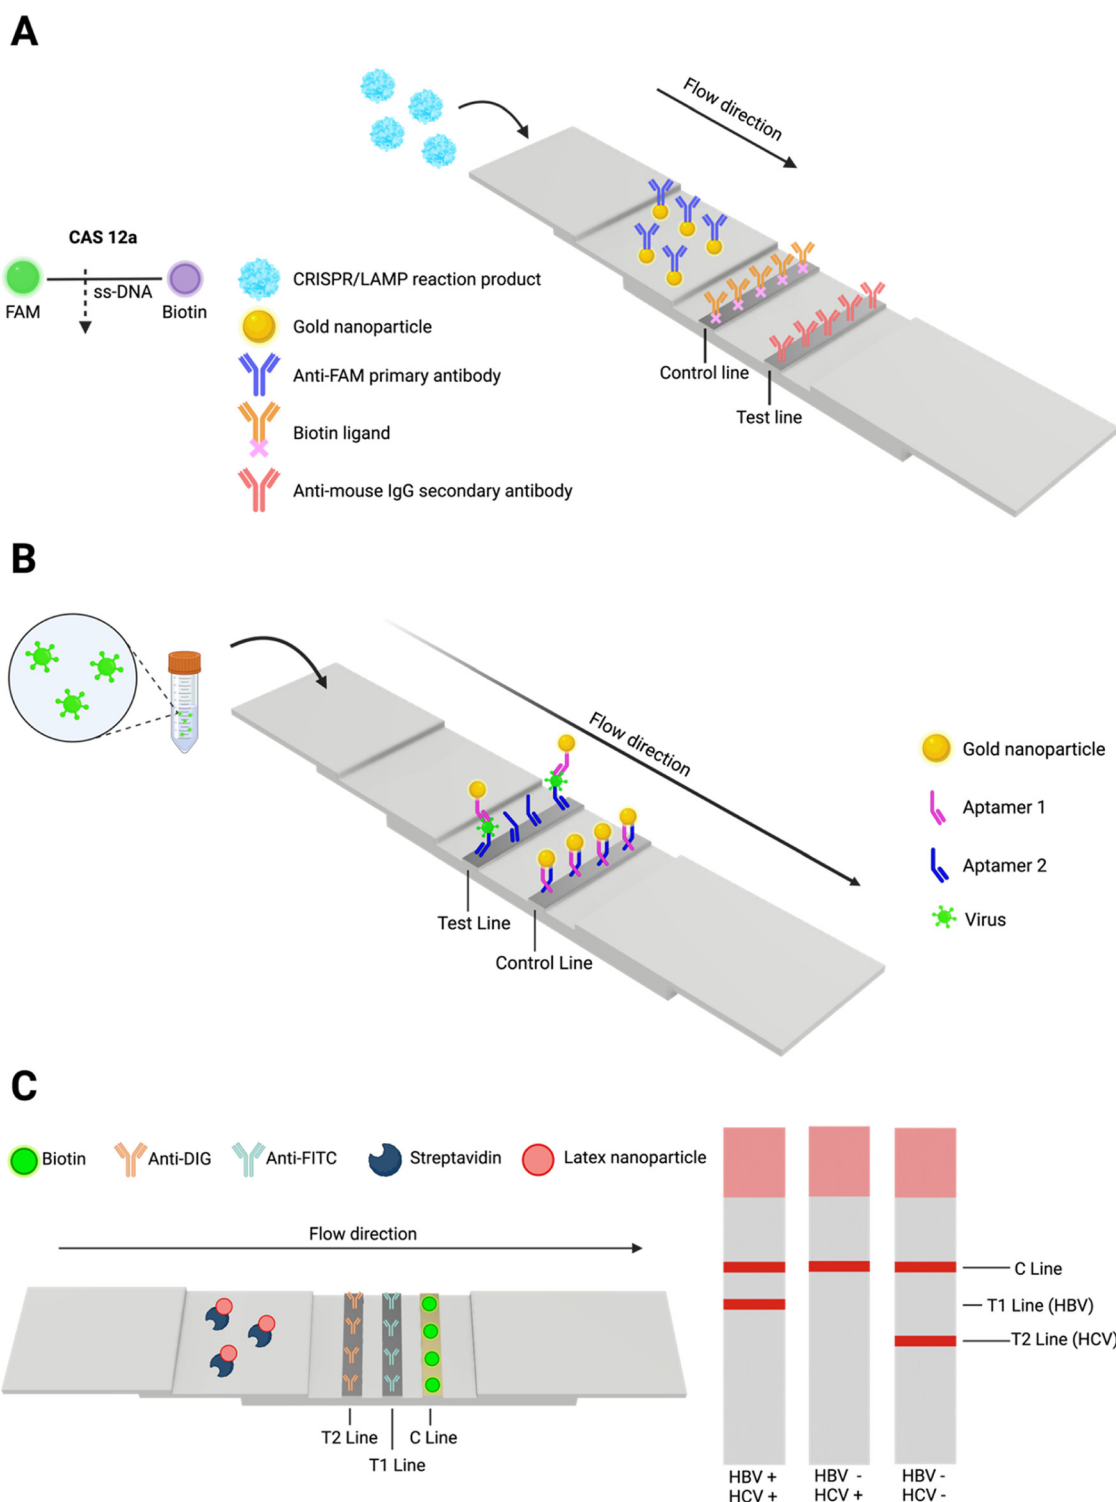 A
Flow direction
CAS 12a
ss-DNA
FAM
Biotin
CRISPR/LAMP reaction product
Gold nanoparticle
Anti-FAM primary antibody
Biotin ligand
Anti-mouse IgG secondary antibody
Control line
Test line
B
Flow direction
Test Line
Control Line
Gold nanoparticle
Aptamer 1
Aptamer 2
Virus
C
Biotin
Anti-DIG
Anti-FITC
Streptavidin
Latex nanoparticle
Flow direction
T2 Line
C Line
T1 Line
C Line
T1 Line (HBV)
T2 Line (HCV)
HBV +
HCV +
HBV -
HCV +
HBV -
HCV -